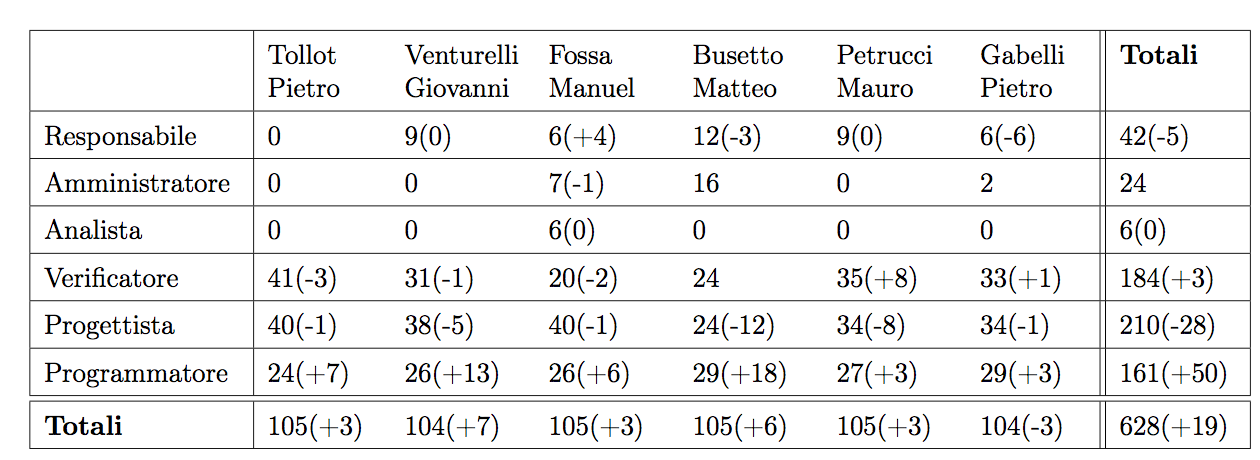 Tollot Venturelli Fossa Busetto Petrucci Gabelli Totali
Pietro Giovanni Manuel Matteo Mauro Pietro
Responsabile 0 9(0) 6(+4) 12(-3) 9(0) 6(-6) 42(-5)
Amministratore 0 0 7(-1) 16 0 2 24
Analista 0 0 6(0) 0 0 0 6(0)
Verificatore 41(-3) 31(-1) 20(-2) 24 35(+8) 33(+1) 184(+3)
Progettista 40(-1) 38(-5) 40(-1) 24(-12) 34(-8) 34(-1) 210(-28)
Programmatore 24(+7) 26(+13) 26(+6) 29(+18) 27(+3) 29(+3) 161(+50)
Totali 105(+3) 104(+7) 105(+3) 105(+6) 105(+3) 104(-3) 628(+19)